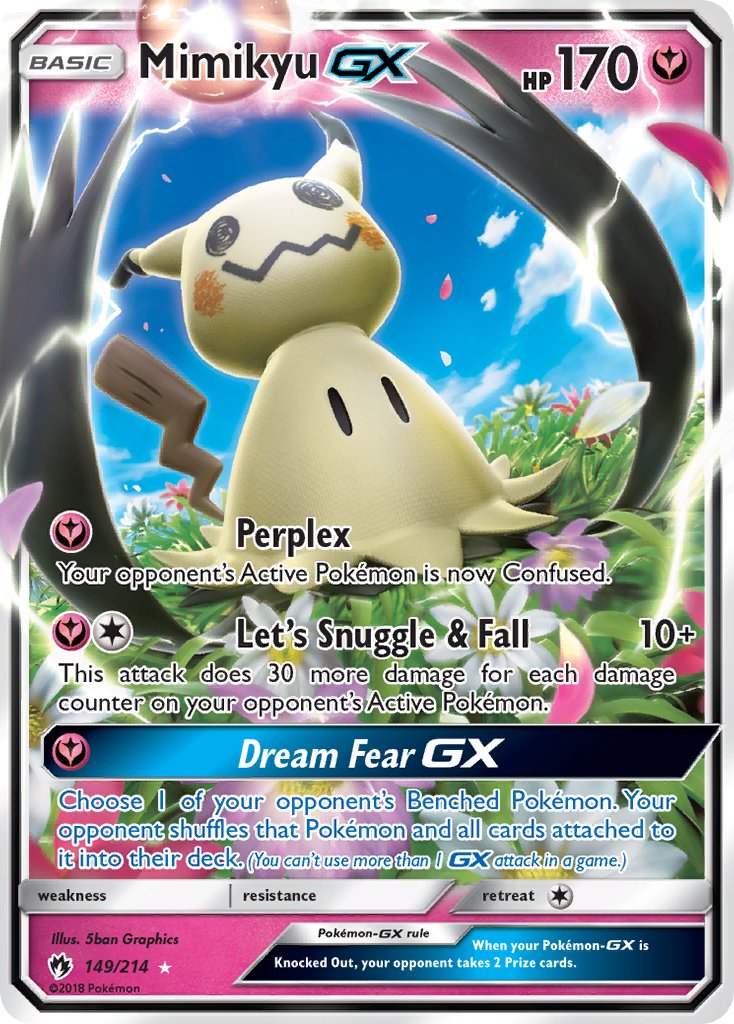 BASIC Mimikyu GX HP 170
Perplex
Your opponent's Active Pokémon is now Confused.
Let's Snuggle & Fall 10+
This attack does 30 more damage for each damage
counter on your opponent's Active Pokémon.
Dream Fear GX
Choose 1 of your opponent's Benched Pokémon. Your
opponent shuffles that Pokémon and all cards attached to
it into their deck. (You can't use more than 1 GX attack in a game.)
weakness resistance retreat
Illus. 5ban Graphics
149/214
©2018 Pokémon
Pokémon-GX rule
When your Pokémon-GX is
Knocked Out, your opponent takes 2 Prize cards.